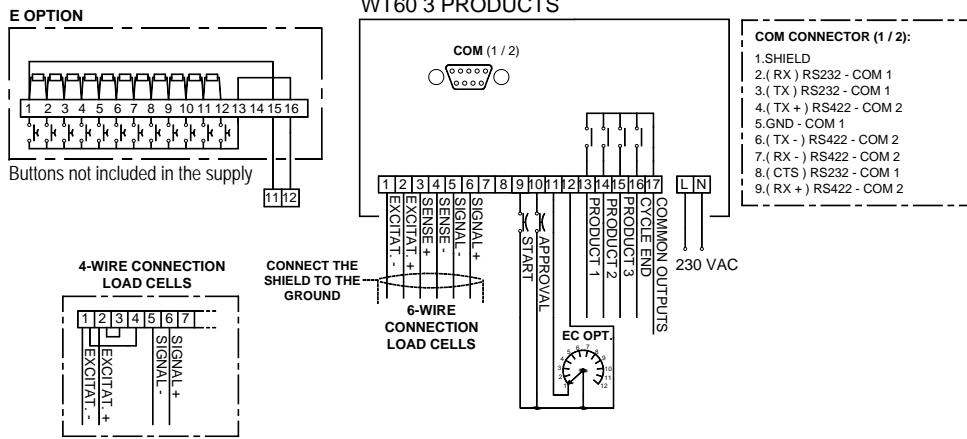 WT60 3 PRODUCTS
E OPTION
1 2 3 4 5 6 7 8 9 10 11 12 13 14 15 16
Buttons not included in the supply
11 12
COM (1 / 2)
1 2 3 4 5 6 7 8 9 10 11 12 13 14 15 16 17
L N
EXCITAT. -
EXCITAT. +
SENSE +
SENSE -
SIGNAL -
SIGNAL +
START
APPROVAL
PRODUCT 1
PRODUCT 2
PRODUCT 3
CYCLE END
COMMON OUTPUTS
230 VAC
CONNECT THE
SHIELD TO THE
GROUND
6-WIRE
CONNECTION
LOAD CELLS
EC OPT.
1 2 3 4 5 6 7 8 9 10 11 12
COM CONNECTOR (1 / 2):
1.SHIELD
2.( RX ) RS232 - COM 1
3.( TX ) RS232 - COM 1
4.( TX + ) RS422 - COM 2
5.GND - COM 1
6.( TX - ) RS422 - COM 2
7.( RX - ) RS422 - COM 2
8.( CTS ) RS232 - COM 1
9.( RX + ) RS422 - COM 2
4-WIRE CONNECTION
LOAD CELLS
1 2 3 4 5 6 7
EXCITAT. -
EXCITAT. +
SIGNAL -
SIGNAL +